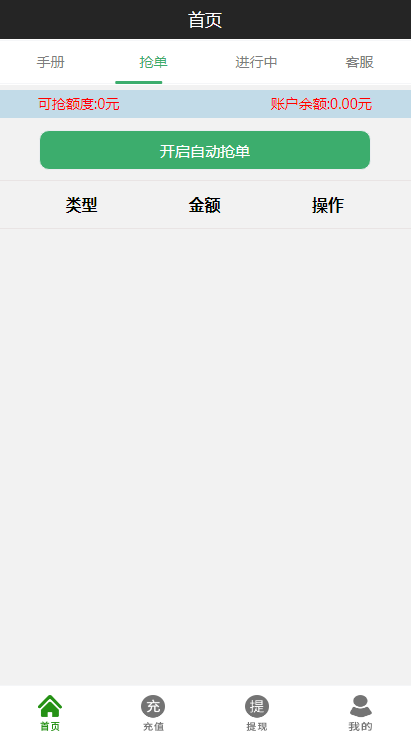 首页
手册 抢单 进行中 客服
可抢额度:0元 账户余额:0.00元
开启自动抢单
类型 金额 操作
充 提
首页 充值 提现 我的